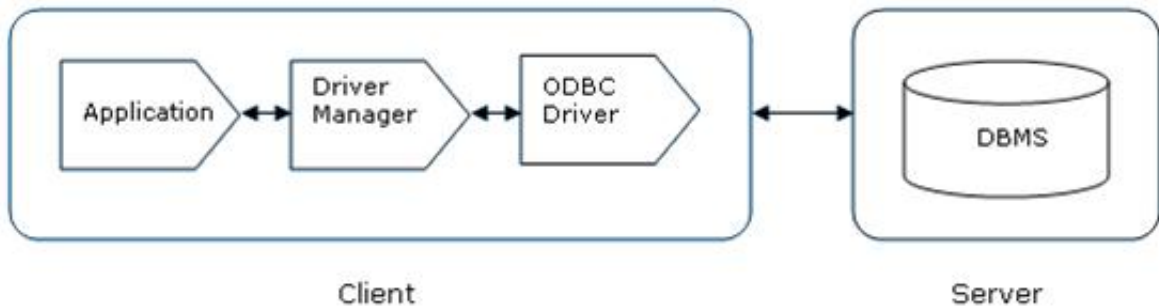 Application
Driver
Manager
ODBC
Driver
DBMS
Client
Server